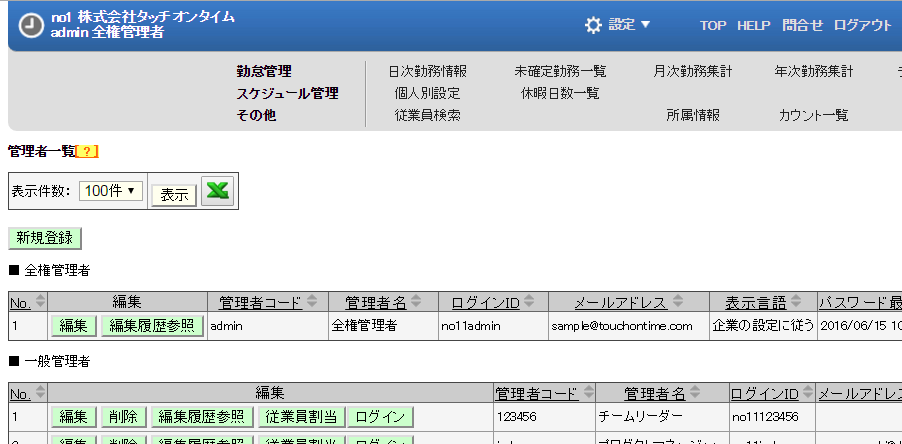 no1 株式会社タッチオンタイム
admin 全権管理者
設定 ▼ TOP HELP 問合せ ログアウト
勤怠管理 日次勤務情報 未確定勤務一覧 月次勤務集計 年次勤務集計
スケジュール管理 個人別設定 休暇日数一覧
その他 従業員検索 所属情報 カウント一覧
管理者一覧[ ? ]
表示件数： 100件 ▼ 表示
新規登録
■ 全権管理者
No. 編集 管理者コード 管理者名 ログインID メールアドレス 表示言語 パスワード最
1 編集 編集履歴参照 admin 全権管理者 no11admin sample@touchontime.com 企業の設定に従う 2016/06/15 10
■ 一般管理者
No. 編集 管理者コード 管理者名 ログインID メールアドレス
1 編集 削除 編集履歴参照 従業員割当 ログイン 123456 チームリーダー no11123456
編集 削除 編集履歴参照 従業員割当 ログイン